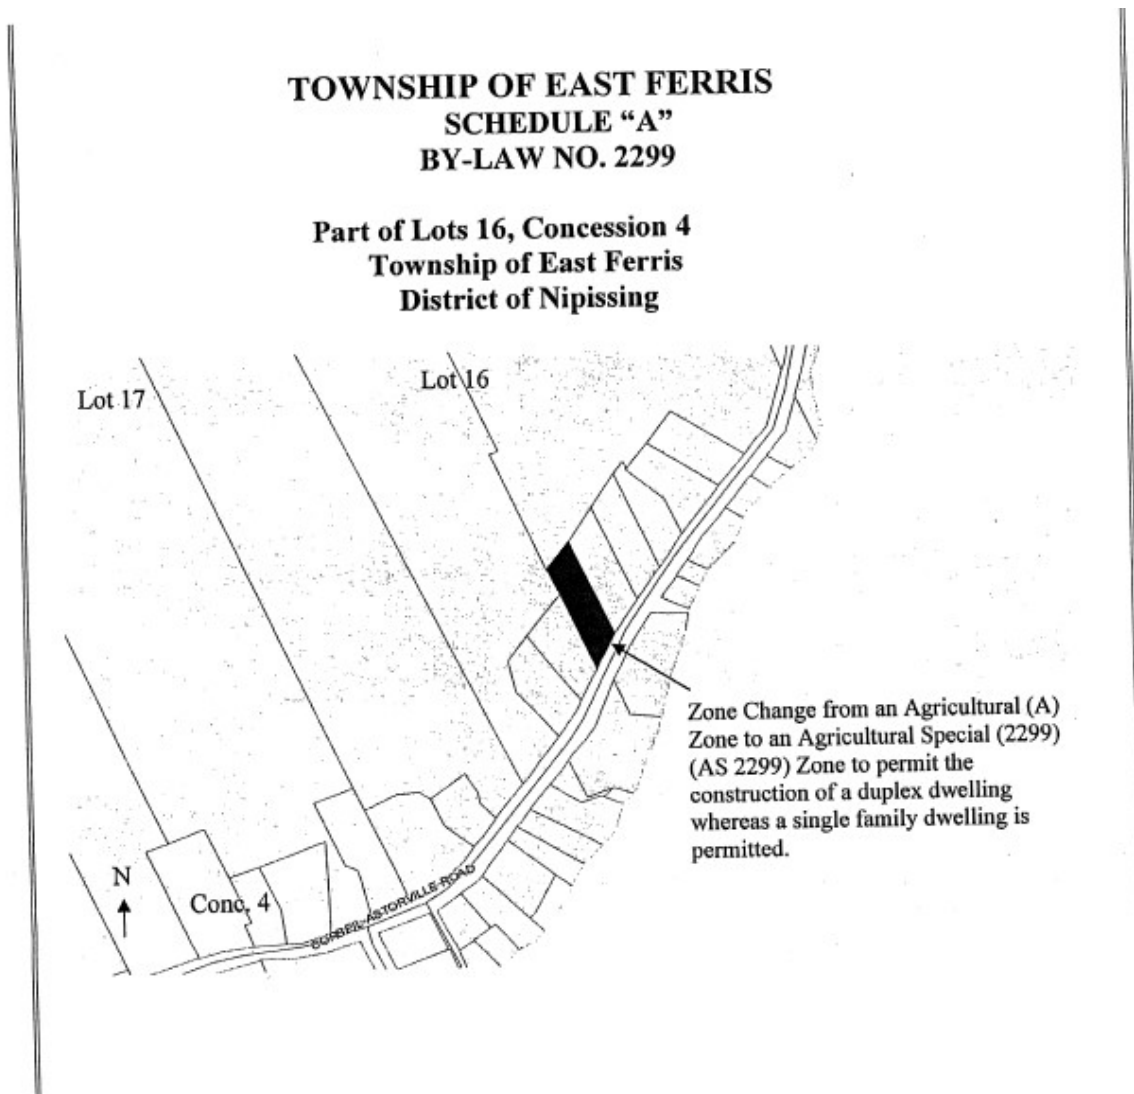 TOWNSHIP OF EAST FERRIS
SCHEDULE “A”
BY-LAW NO. 2299
Part of Lots 16, Concession 4
Township of East Ferris
District of Nipissing
Lot 17
Lot 16
Zone Change from an Agricultural (A)
Zone to an Agricultural Special (2299)
(AS 2299) Zone to permit the
construction of a duplex dwelling
whereas a single family dwelling is
permitted.
N
Conc. 4
CORBEIL-ASTORVILLE ROAD